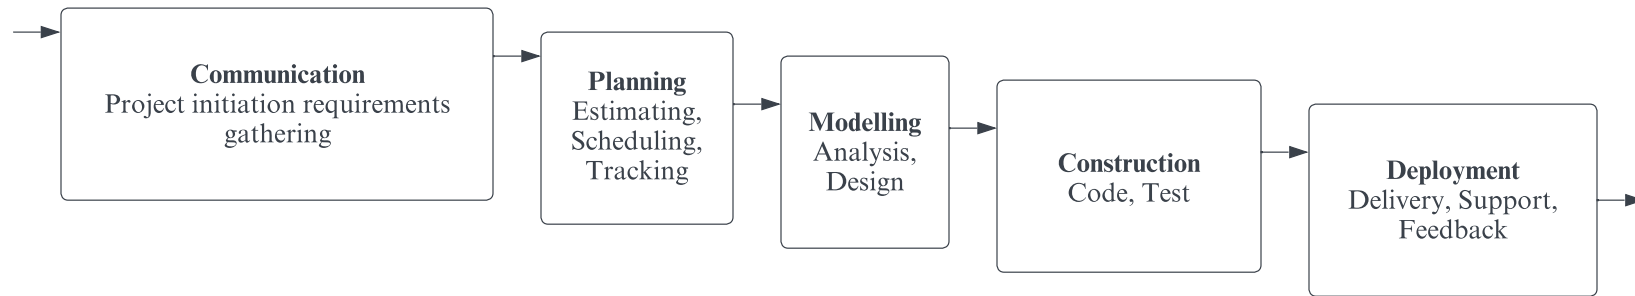 Communication
Project initiation requirements
gathering
Planning
Estimating,
Scheduling,
Tracking
Modelling
Analysis,
Design
Construction
Code, Test
Deployment
Delivery, Support,
Feedback